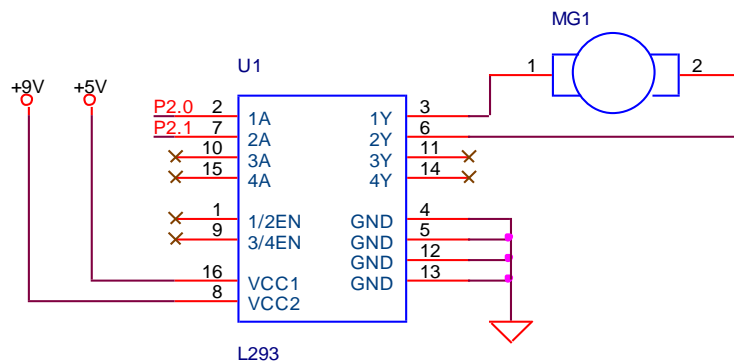 MG1
1
2
U1
+9V
+5V
P2.0 2 1A 1Y 3
P2.1 7 2A 2Y 6
10 3A 3Y 11
15 4A 4Y 14
1 1/2EN GND 4
9 3/4EN GND 5
GND 12
16 VCC1 GND 13
8 VCC2
L293